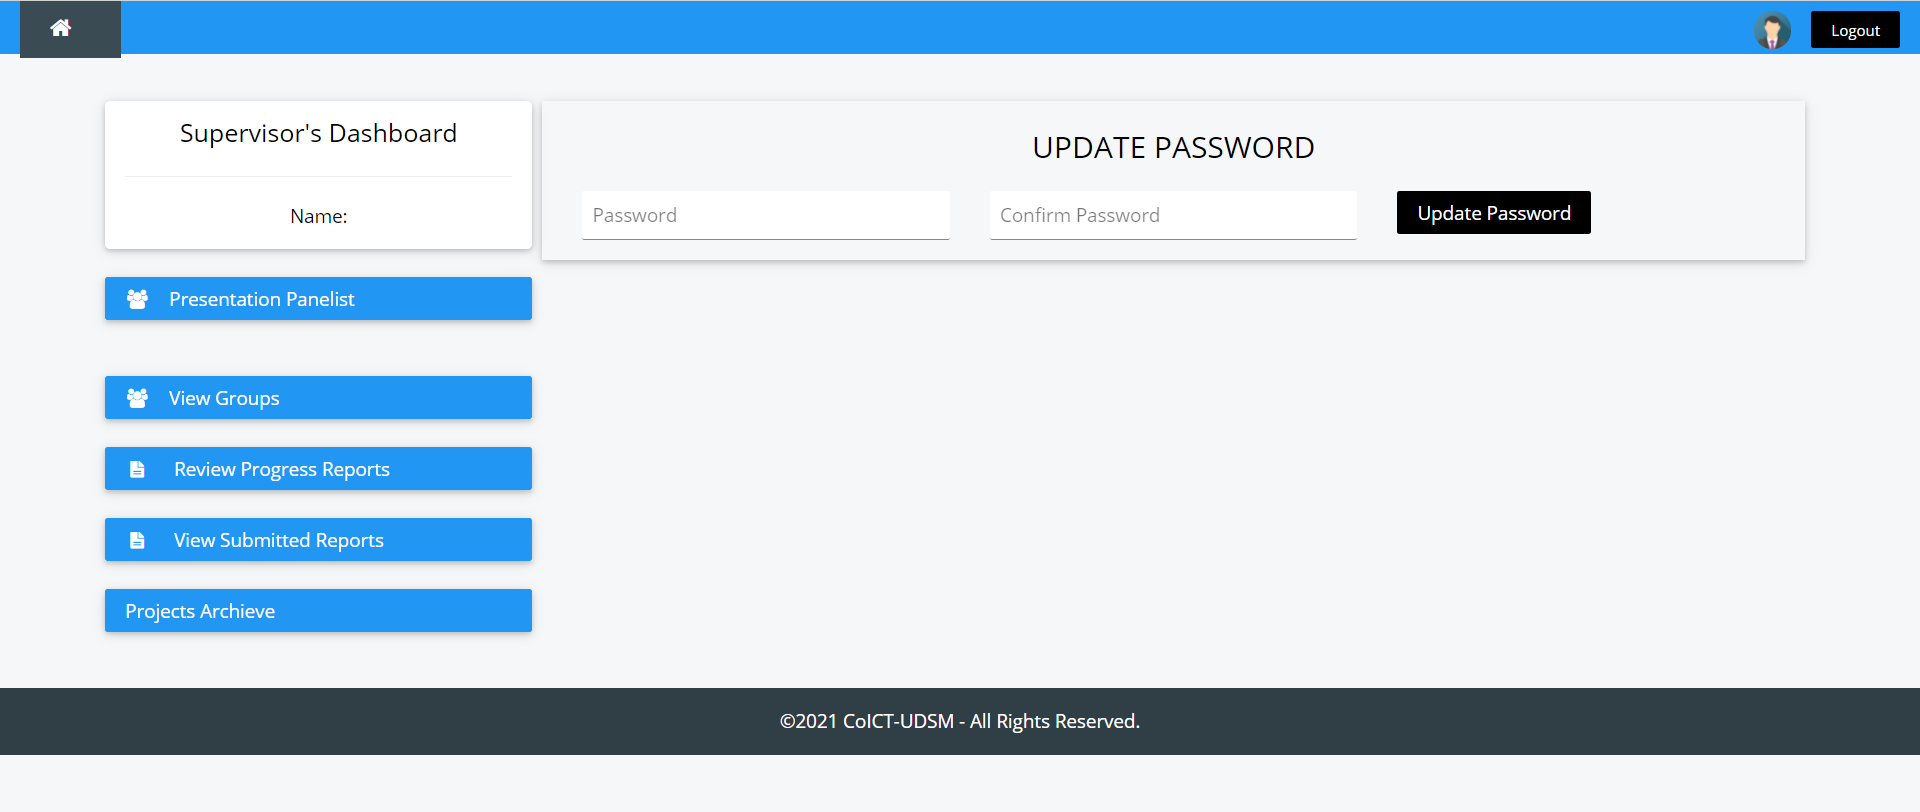 Logout
Supervisor's Dashboard
Name:
UPDATE PASSWORD
Password
Confirm Password
Update Password
Presentation Panelist
View Groups
Review Progress Reports
View Submitted Reports
Projects Archieve
©2021 CoICT-UDSM - All Rights Reserved.